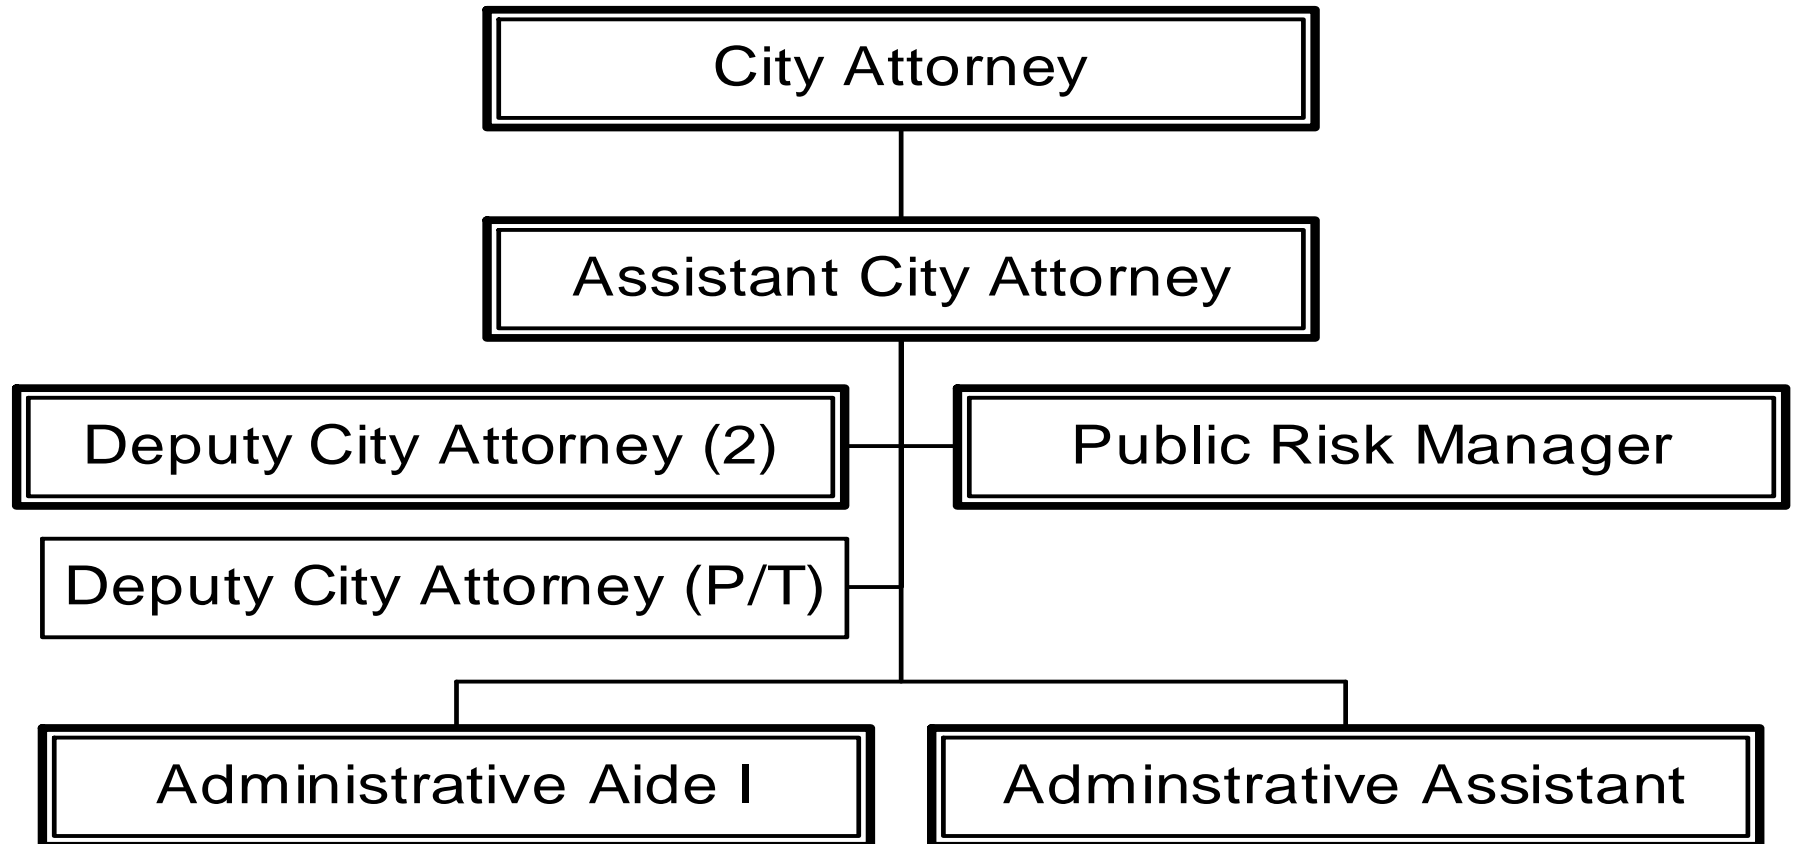 City Attorney
Assistant City Attorney
Deputy City Attorney (2)
Public Risk Manager
Deputy City Attorney (P/T)
Administrative Aide I
Adminstrative Assistant